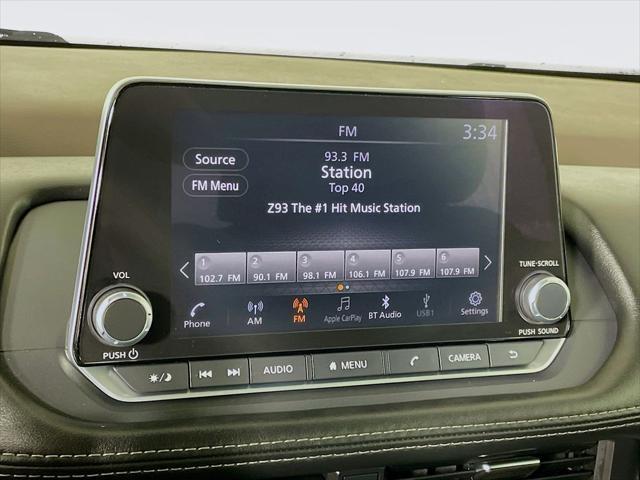 FM
3:34
Source
93.3 FM
Station
FM Menu
Top 40
Z93 The #1 Hit Music Station
1 2 3 4 5 6
102.7 FM 90.1 FM 98.1 FM 106.1 FM 107.9 FM 107.9 FM
VOL
TUNE·SCROLL
Phone AM FM Apple CarPlay BT Audio USB1 Settings
PUSH
PUSH SOUND
AUDIO MENU CAMERA